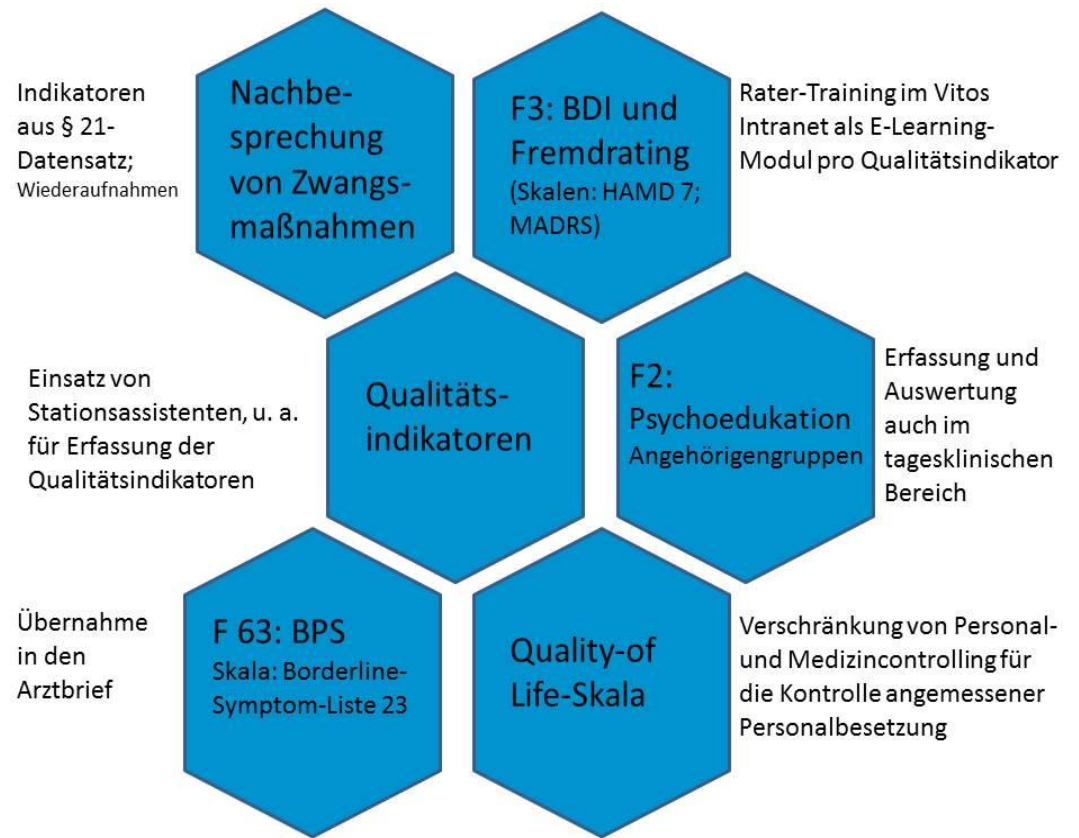 Indikatoren
aus § 21-
Datensatz;
Wiederaufnahmen
Nachbe-
sprechung
von Zwangs-
maßnahmen
F3: BDI und
Fremdrating
(Skalen: HAMD 7;
MADRS)
Rater-Training im Vitos
Intranet als E-Learning-
Modul pro Qualitätsindikator
Einsatz von
Stationsassistenten, u. a.
für Erfassung der
Qualitätsindikatoren
Qualitäts-
indikatoren
F2:
Psychoedukation
Angehörigengruppen
Erfassung und
Auswertung
auch im
tagesklinischen
Bereich
Übernahme
in den
Arztbrief
F 63: BPS
Skala: Borderline-
Symptom-Liste 23
Quality-of
Life-Skala
Verschränkung von Personal-
und Medizincontrolling für
die Kontrolle angemessener
Personalbesetzung